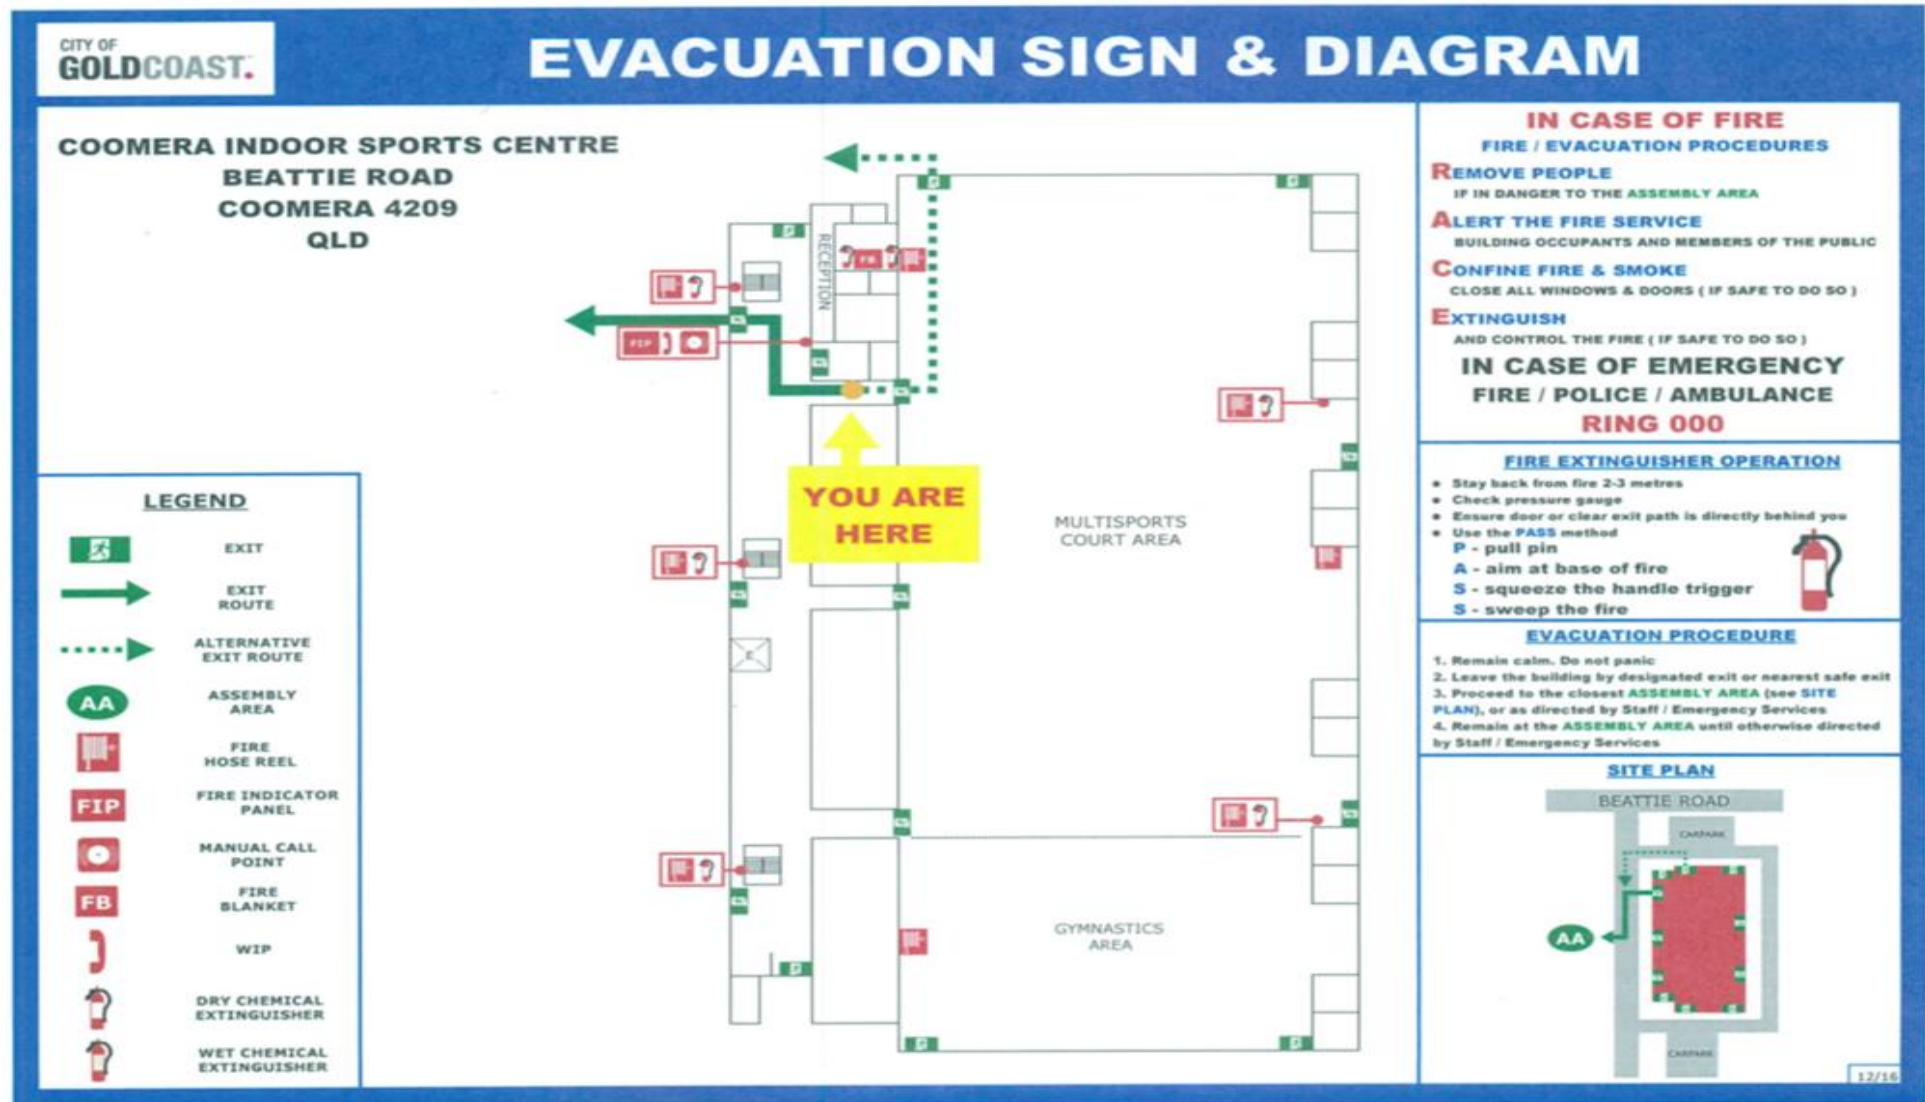 CITY OF
GOLDCOAST.
EVACUATION SIGN & DIAGRAM
COOMERA INDOOR SPORTS CENTRE
BEATTIE ROAD
COOMERA 4209
QLD
RECEPTION
FB
FIP
YOU ARE
HERE
MULTISPORTS
COURT AREA
E
GYMNASTICS
AREA
LEGEND
EXIT
EXIT
ROUTE
ALTERNATIVE
EXIT ROUTE
AA
ASSEMBLY
AREA
FIRE
HOSE REEL
FIP
FIRE INDICATOR
PANEL
MANUAL CALL
POINT
FB
FIRE
BLANKET
WIP
DRY CHEMICAL
EXTINGUISHER
WET CHEMICAL
EXTINGUISHER
IN CASE OF FIRE
FIRE / EVACUATION PROCEDURES
REMOVE PEOPLE
IF IN DANGER TO THE ASSEMBLY AREA
ALERT THE FIRE SERVICE
BUILDING OCCUPANTS AND MEMBERS OF THE PUBLIC
CONFINE FIRE & SMOKE
CLOSE ALL WINDOWS & DOORS ( IF SAFE TO DO SO )
EXTINGUISH
AND CONTROL THE FIRE ( IF SAFE TO DO SO )
IN CASE OF EMERGENCY
FIRE / POLICE / AMBULANCE
RING 000
FIRE EXTINGUISHER OPERATION
• Stay back from fire 2-3 metres
• Check pressure gauge
• Ensure door or clear exit path is directly behind you
• Use the PASS method
P - pull pin
A - aim at base of fire
S - squeeze the handle trigger
S - sweep the fire
EVACUATION PROCEDURE
1. Remain calm. Do not panic
2. Leave the building by designated exit or nearest safe exit
3. Proceed to the closest ASSEMBLY AREA (see SITE
PLAN), or as directed by Staff / Emergency Services
4. Remain at the ASSEMBLY AREA until otherwise directed
by Staff / Emergency Services
SITE PLAN
BEATTIE ROAD
CARPARK
AA
CARPARK
12/16